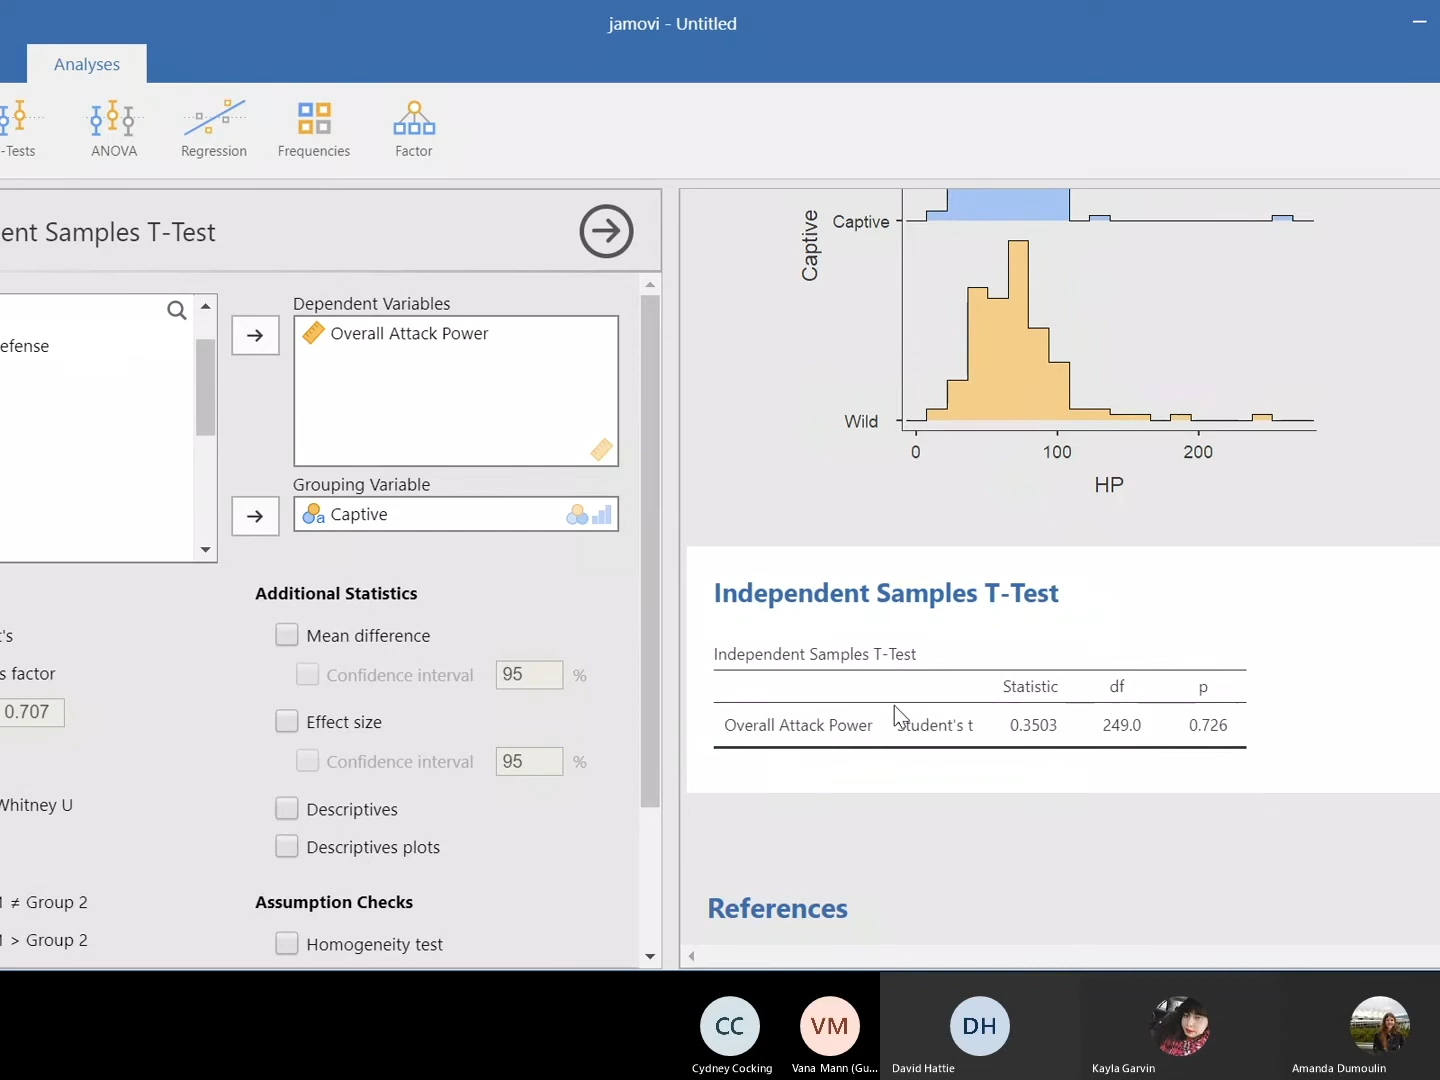 jamovi - Untitled
Analyses
-Tests
ANOVA
Regression
Frequencies
Factor
ent Samples T-Test
efense
Dependent Variables
Overall Attack Power
Grouping Variable
Captive
Additional Statistics
Mean difference
Confidence interval 95 %
Effect size
Confidence interval 95 %
Descriptives
Descriptives plots
Assumption Checks
Homogeneity test
t's
s factor
0.707
Whitney U
1 ≠ Group 2
1 > Group 2
Captive
Captive
Wild
0 100 200
HP
Independent Samples T-Test
Independent Samples T-Test
Statistic df p
Overall Attack Power Student's t 0.3503 249.0 0.726
References
CC VM DH
Cydney Cocking Vana Mann (Gu... David Hattie Kayla Garvin Amanda Dumoulin